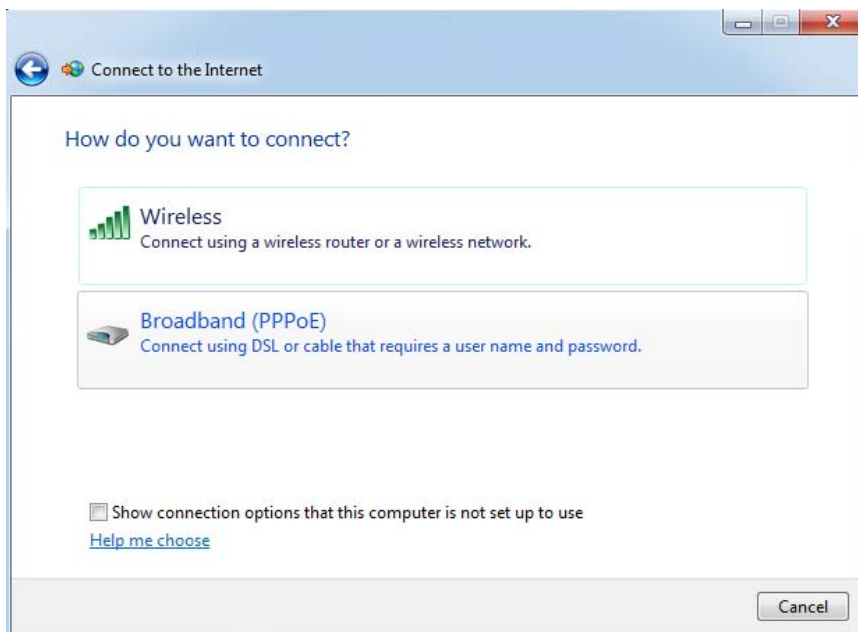 Connect to the Internet
How do you want to connect?
Wireless
Connect using a wireless router or a wireless network.
Broadband (PPPoE)
Connect using DSL or cable that requires a user name and password.
Show connection options that this computer is not set up to use
Help me choose
Cancel